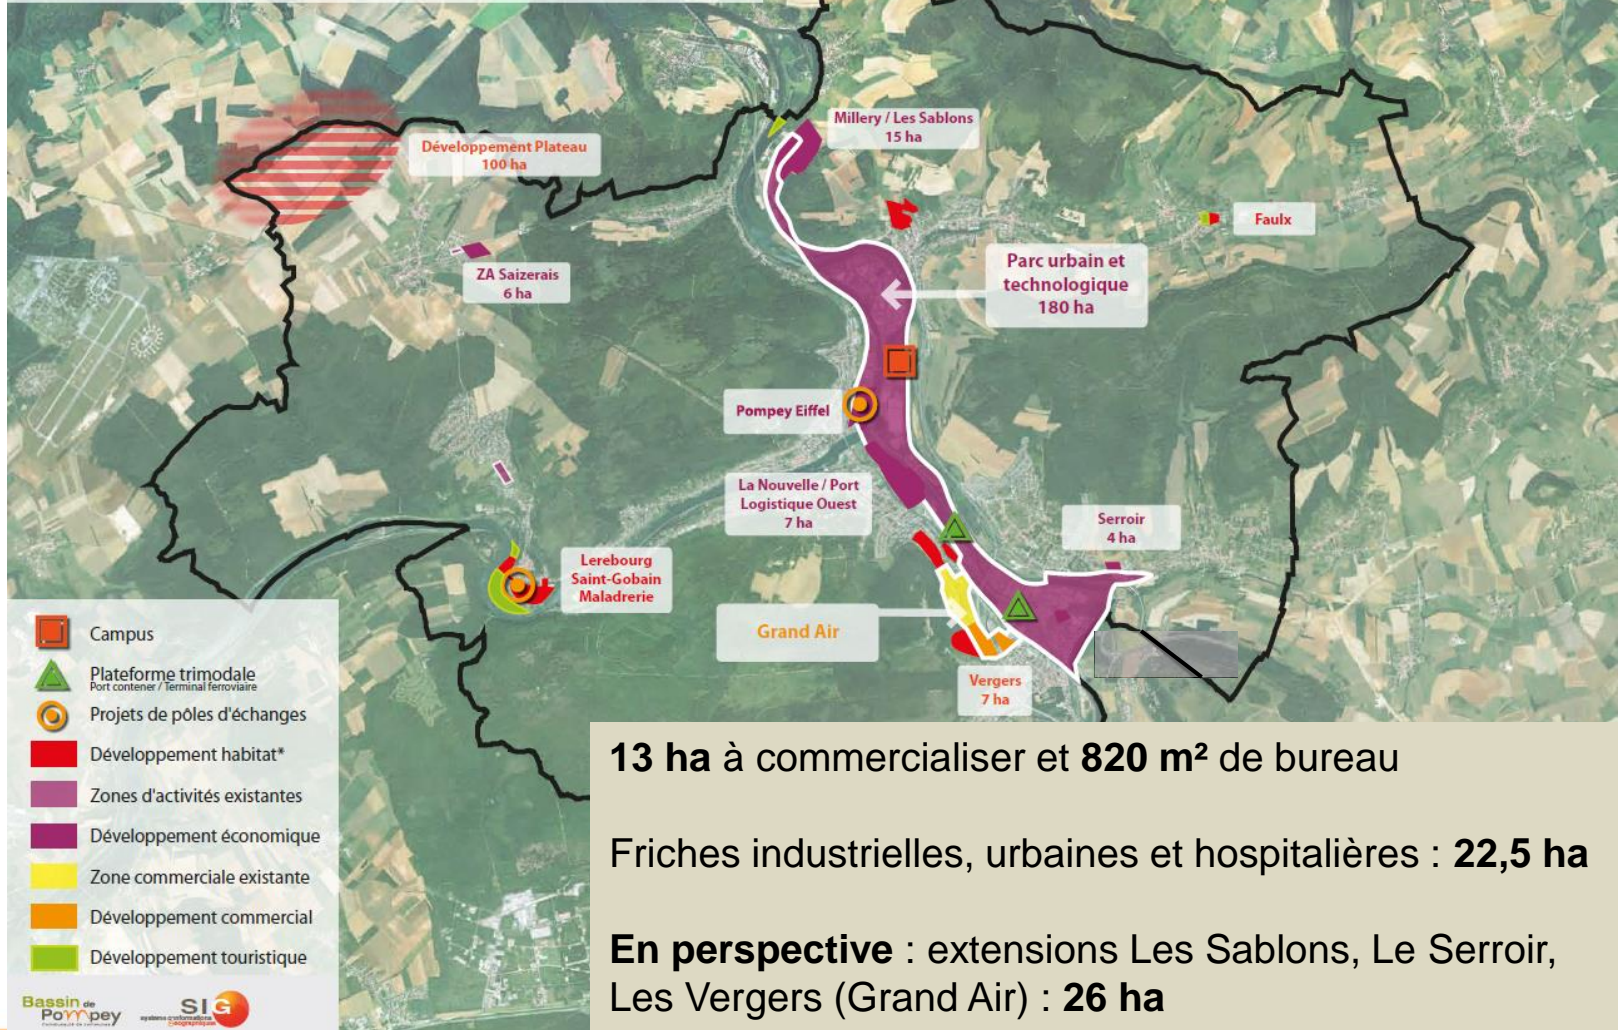 Millery / Les Sablons
15 ha
Développement Plateau
100 ha
Faulx
ZA Saizerais
6 ha
Parc urbain et
technologique
180 ha
Pompey Eiffel
La Nouvelle / Port
Logistique Ouest
7 ha
Serroir
4 ha
Lerebourg
Saint-Gobain
Maladrerie
Grand Air
Vergers
7 ha
Campus
Plateforme trimodale
Port contener / Terminal ferroviaire
Projets de pôles d'échanges
Développement habitat*
Zones d'activités existantes
Développement économique
Zone commerciale existante
Développement commercial
Développement touristique
Bassin de
Pompey
SIG
13 ha à commercialiser et 820 m² de bureau
Friches industrielles, urbaines et hospitalières : 22,5 ha
En perspective : extensions Les Sablons, Le Serroir,
Les Vergers (Grand Air) : 26 ha